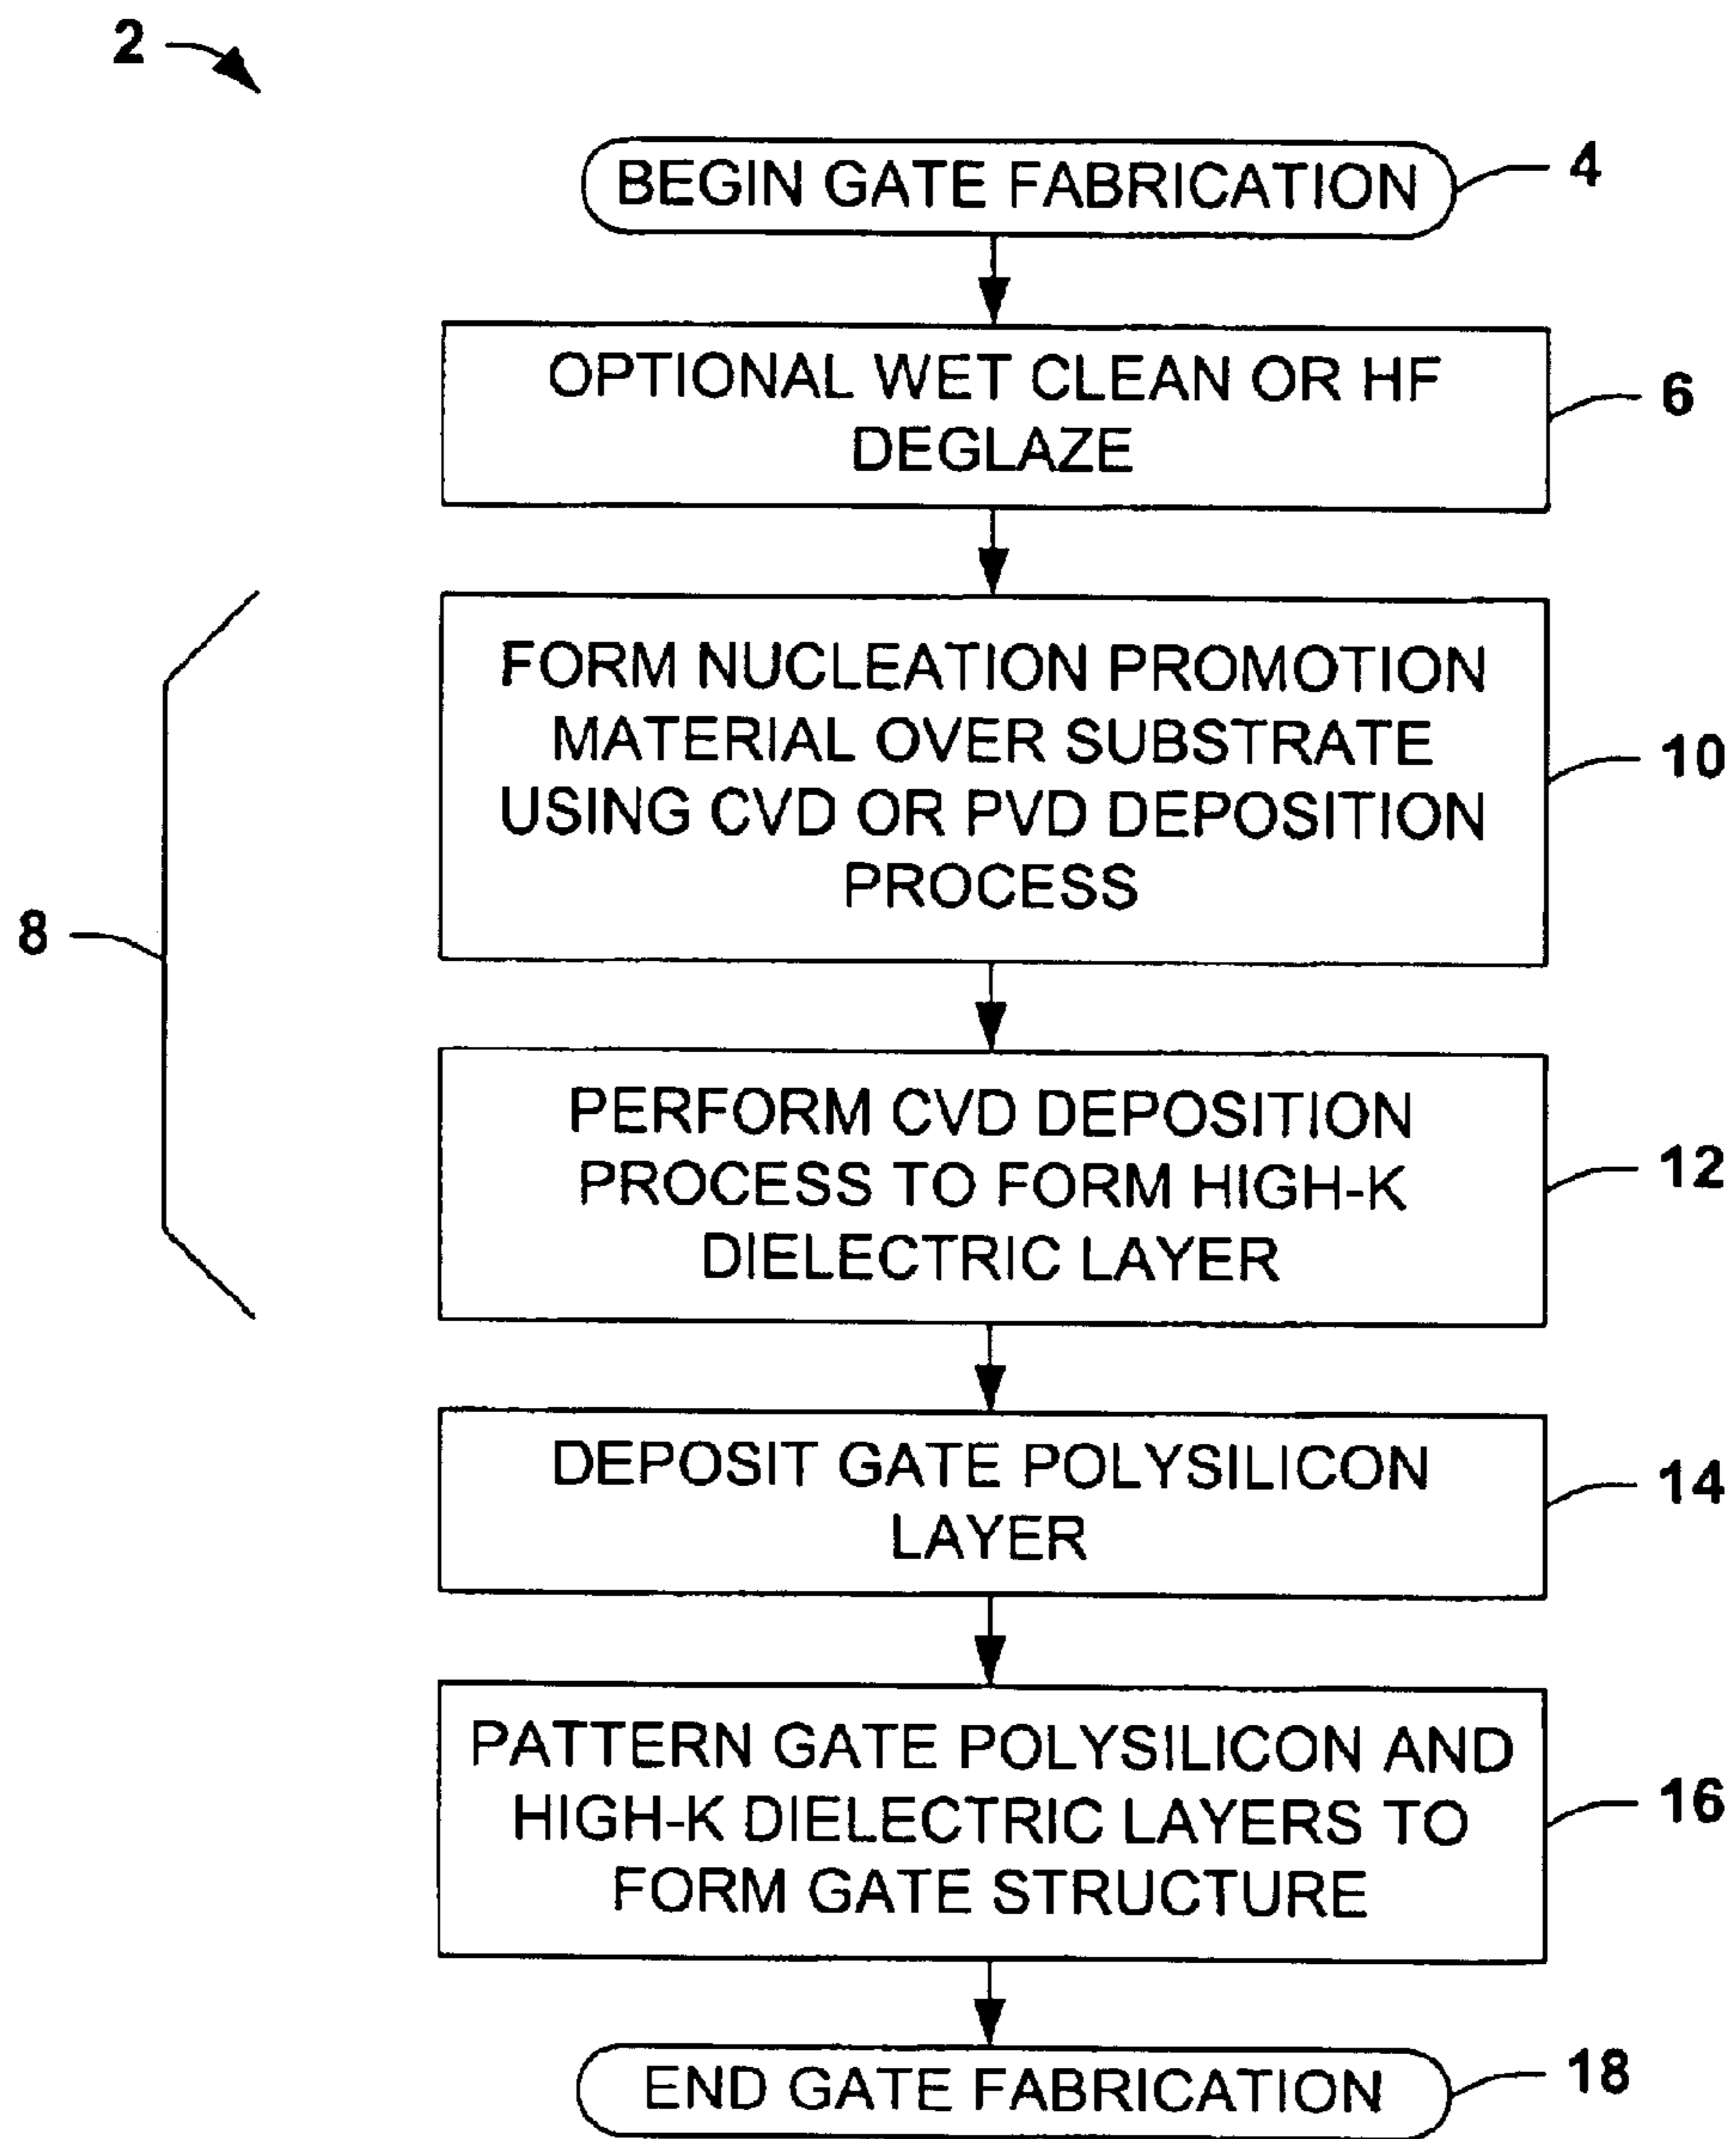 2
BEGIN GATE FABRICATION
4
OPTIONAL WET CLEAN OR HF
DEGLAZE
6
8
FORM NUCLEATION PROMOTION
MATERIAL OVER SUBSTRATE
USING CVD OR PVD DEPOSITION
PROCESS
10
PERFORM CVD DEPOSITION
PROCESS TO FORM HIGH-K
DIELECTRIC LAYER
12
DEPOSIT GATE POLYSILICON
LAYER
14
PATTERN GATE POLYSILICON AND
HIGH-K DIELECTRIC LAYERS TO
FORM GATE STRUCTURE
16
END GATE FABRICATION
18